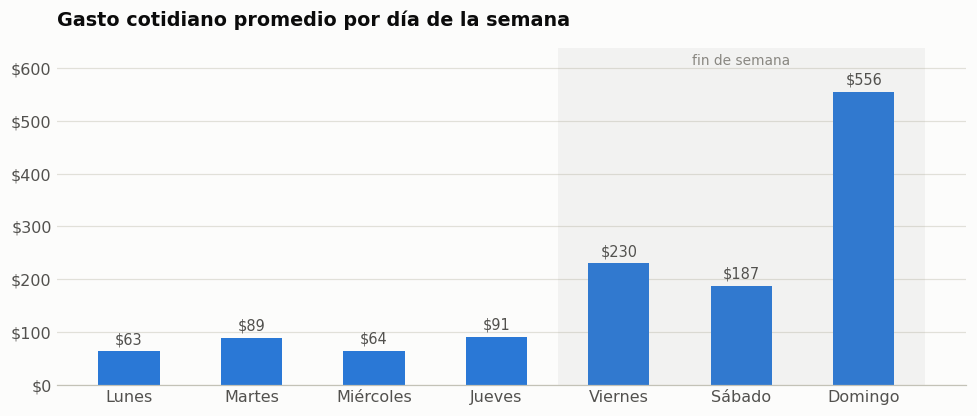 Gasto cotidiano promedio por día de la semana
fin de semana
$600
$500
$400
$300
$200
$100
$0
$63
$89
$64
$91
$230
$187
$556
Lunes
Martes
Miércoles
Jueves
Viernes
Sábado
Domingo